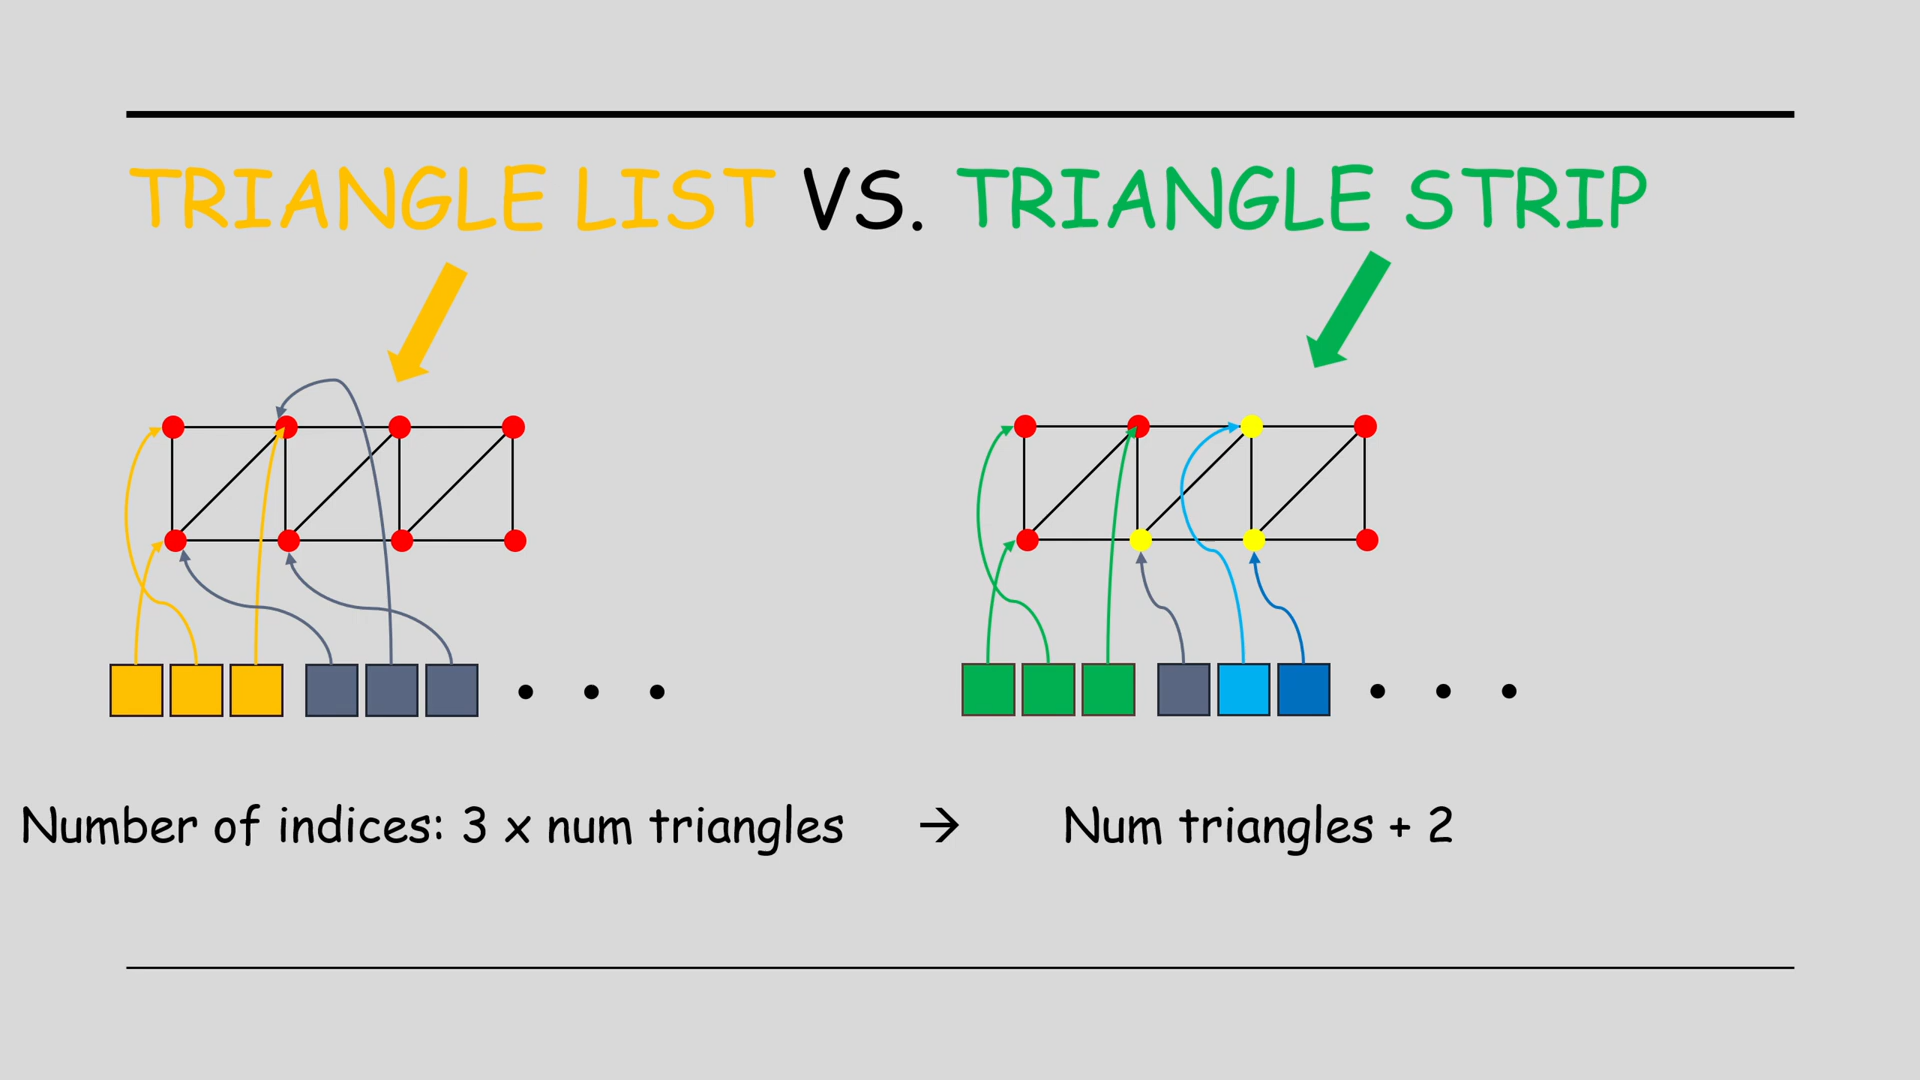 TRIANGLE LIST VS. TRIANGLE STRIP
Number of indices: 3 x num triangles → Num triangles + 2